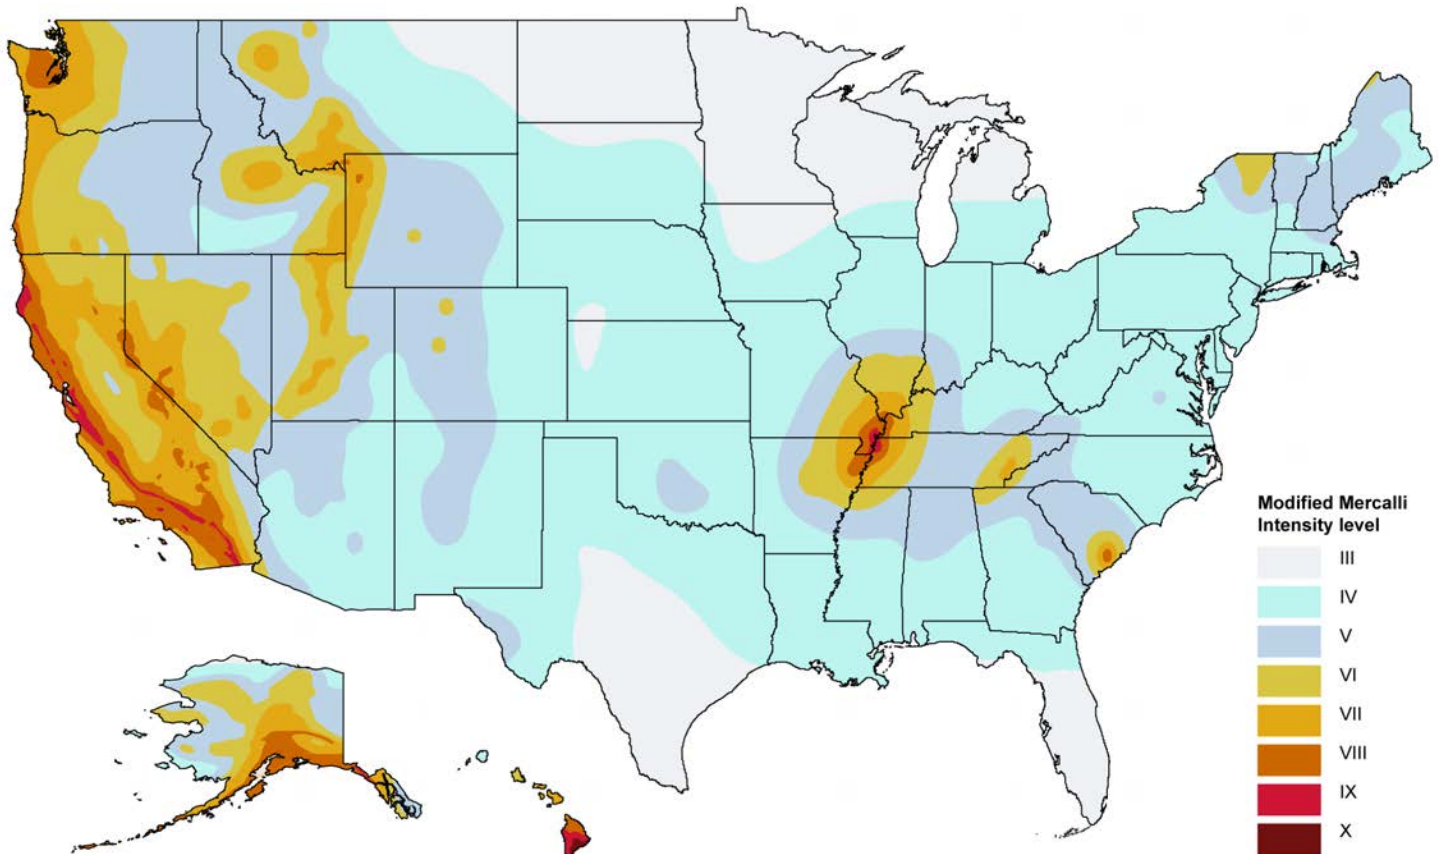 Modified Mercalli
Intensity level
III
IV
V
VI
VII
VIII
IX
X